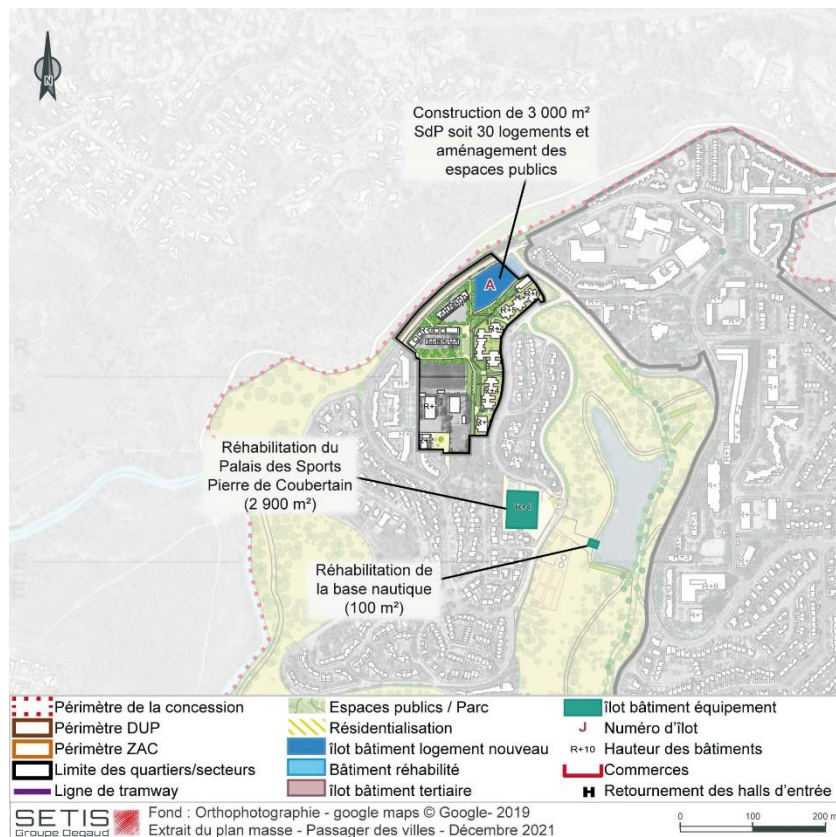 N
Construction de 3 000 m²
SdP soit 30 logements et
aménagement des
espaces publics
A
Réhabilitation du
Palais des Sports
Pierre de Coubertain
(2 900 m²)
R+4
Réhabilitation de
la base nautique
(100 m²)
Périmètre de la concession
Périmètre DUP
Périmètre ZAC
Limite des quartiers/secteurs
Ligne de tramway
Espaces publics / Parc
Résidentialisation
îlot bâtiment logement nouveau
Bâtiment réhabilité
îlot bâtiment tertiaire
îlot bâtiment équipement
J Numéro d'îlot
R+10 Hauteur des bâtiments
Commerces
Retournement des halls d'entrée
SETIS
Groupe Degaud
Fond : Orthophotographie - google maps © Google- 2019
Extrait du plan masse - Passager des villes - Décembre 2021
0 100 200 m